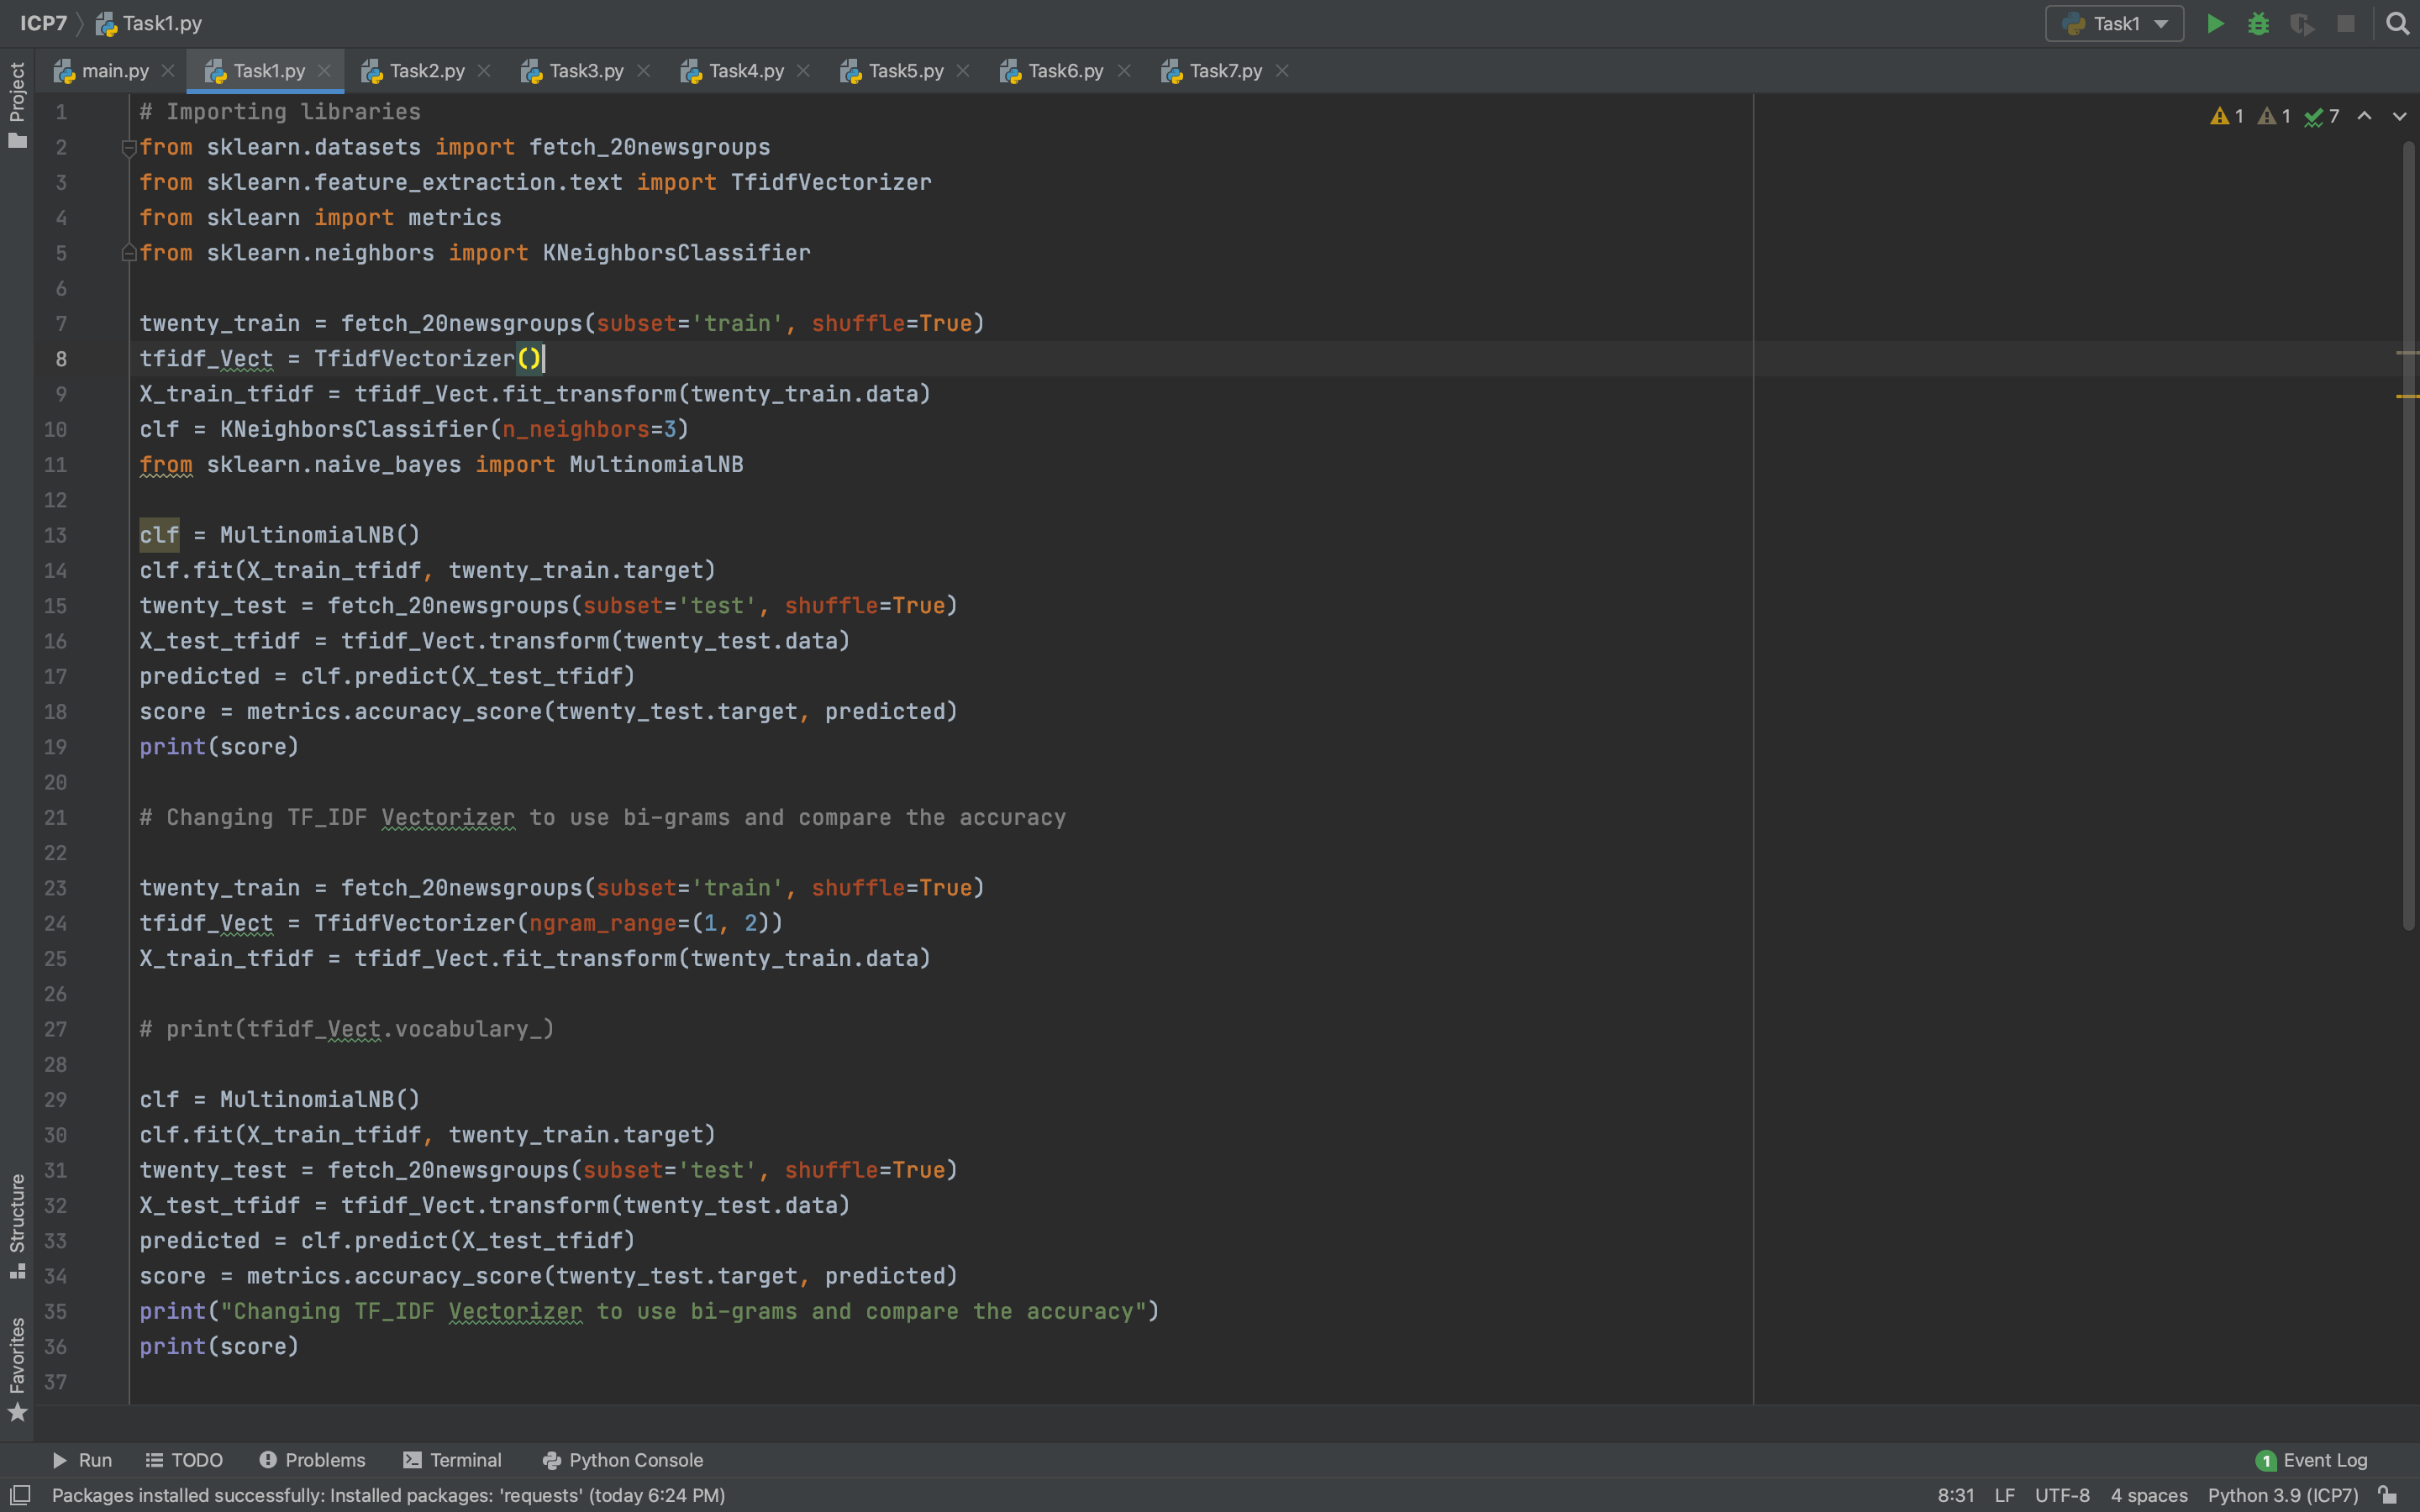 ICP7 Task1.py Task1
main.py Task1.py Task2.py Task3.py Task4.py Task5.py Task6.py Task7.py
Project
1 # Importing libraries 1 1 7
2 from sklearn.datasets import fetch_20newsgroups
3 from sklearn.feature_extraction.text import TfidfVectorizer
4 from sklearn import metrics
5 from sklearn.neighbors import KNeighborsClassifier
6
7 twenty_train = fetch_20newsgroups(subset='train', shuffle=True)
8 tfidf_Vect = TfidfVectorizer()
9 X_train_tfidf = tfidf_Vect.fit_transform(twenty_train.data)
10 clf = KNeighborsClassifier(n_neighbors=3)
11 from sklearn.naive_bayes import MultinomialNB
12
13 clf = MultinomialNB()
14 clf.fit(X_train_tfidf, twenty_train.target)
15 twenty_test = fetch_20newsgroups(subset='test', shuffle=True)
16 X_test_tfidf = tfidf_Vect.transform(twenty_test.data)
17 predicted = clf.predict(X_test_tfidf)
18 score = metrics.accuracy_score(twenty_test.target, predicted)
19 print(score)
20
21 # Changing TF_IDF Vectorizer to use bi-grams and compare the accuracy
22
23 twenty_train = fetch_20newsgroups(subset='train', shuffle=True)
24 tfidf_Vect = TfidfVectorizer(ngram_range=(1, 2))
25 X_train_tfidf = tfidf_Vect.fit_transform(twenty_train.data)
26
27 # print(tfidf_Vect.vocabulary_)
28
29 clf = MultinomialNB()
30 clf.fit(X_train_tfidf, twenty_train.target)
31 twenty_test = fetch_20newsgroups(subset='test', shuffle=True)
32 X_test_tfidf = tfidf_Vect.transform(twenty_test.data)
33 predicted = clf.predict(X_test_tfidf)
34 score = metrics.accuracy_score(twenty_test.target, predicted)
35 print("Changing TF_IDF Vectorizer to use bi-grams and compare the accuracy")
36 print(score)
37
Structure
Favorites
Run TODO Problems Terminal Python Console 1 Event Log
Packages installed successfully: Installed packages: 'requests' (today 6:24 PM) 8:31 LF UTF-8 4 spaces Python 3.9 (ICP7)